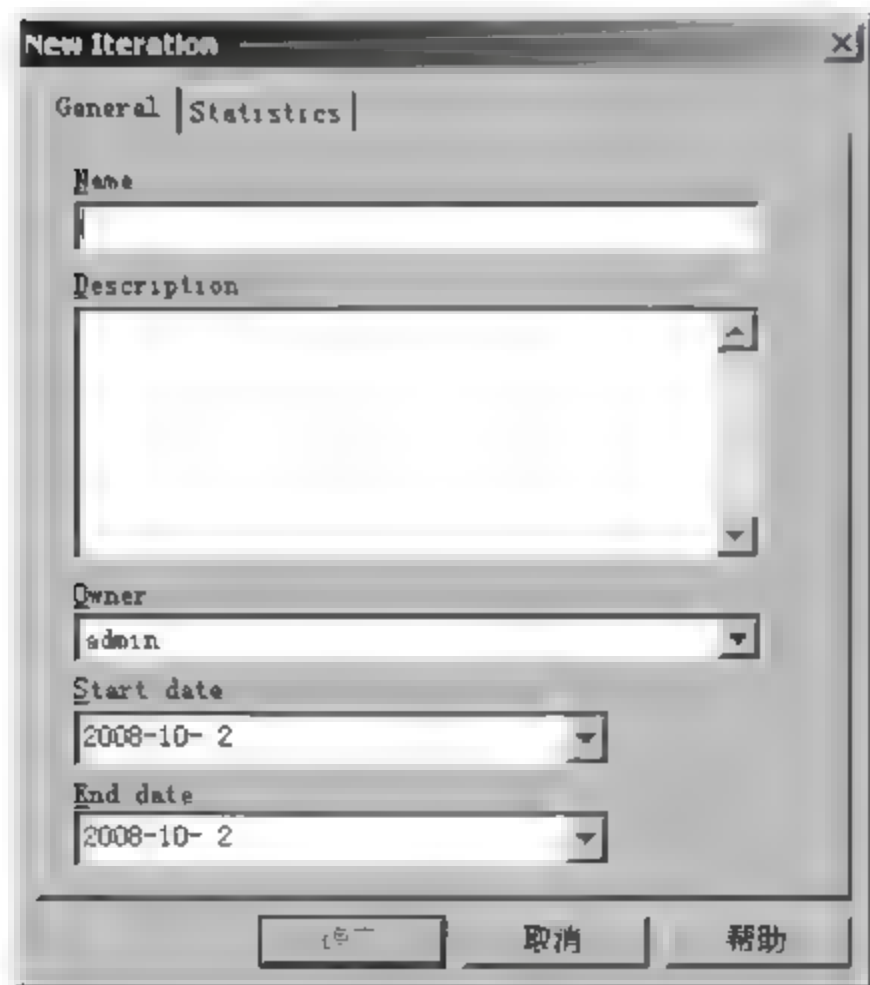 New Iteration
General Statistics
Name
Description
Owner
admin
Start date
2008-10- 2
End date
2008-10- 2
取消 帮助